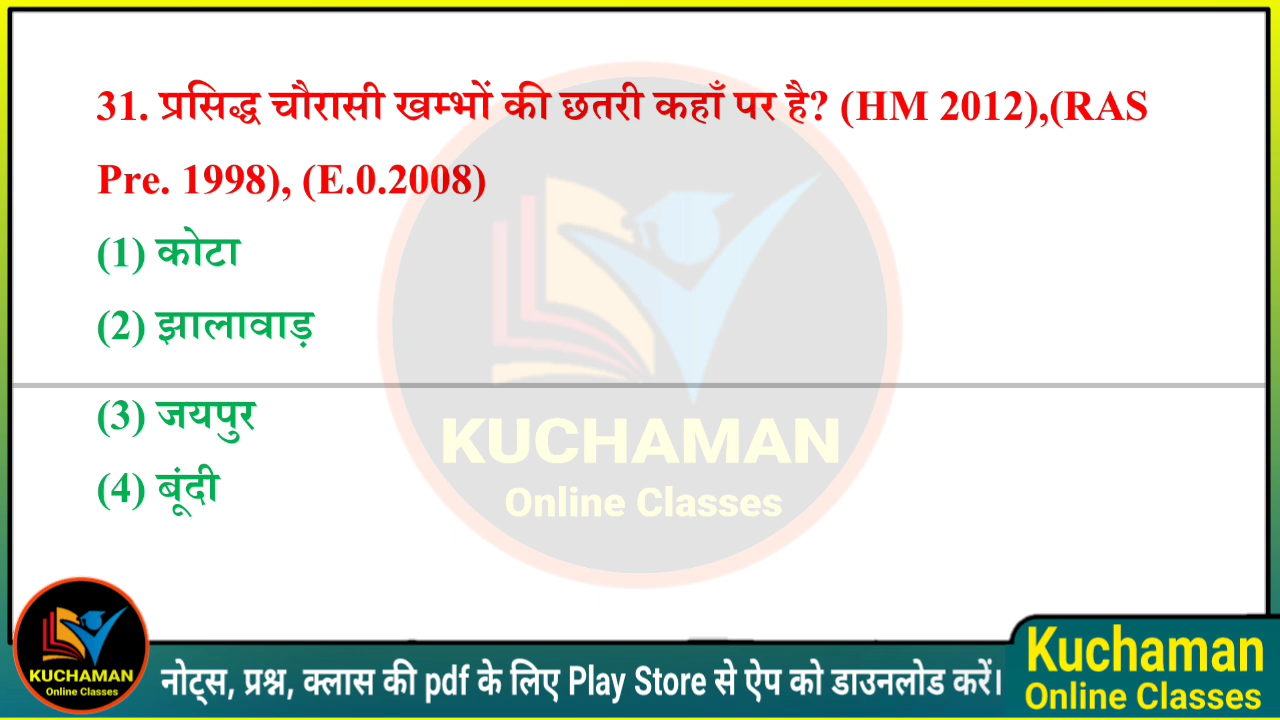 31. प्रसिद्ध चौरासी खम्भों की छतरी कहाँ पर है? (HM 2012),(RAS
Pre. 1998), (E.0.2008)
(1) कोटा
(2) झालावाड़
(3) जयपुर
(4) बूंदी
KUCHAMAN
Online Classes
KUCHAMAN
Online Classes
नोट्स, प्रश्न, क्लास की pdf के लिए Play Store से ऐप को डाउनलोड करें।
Kuchaman
Online Classes